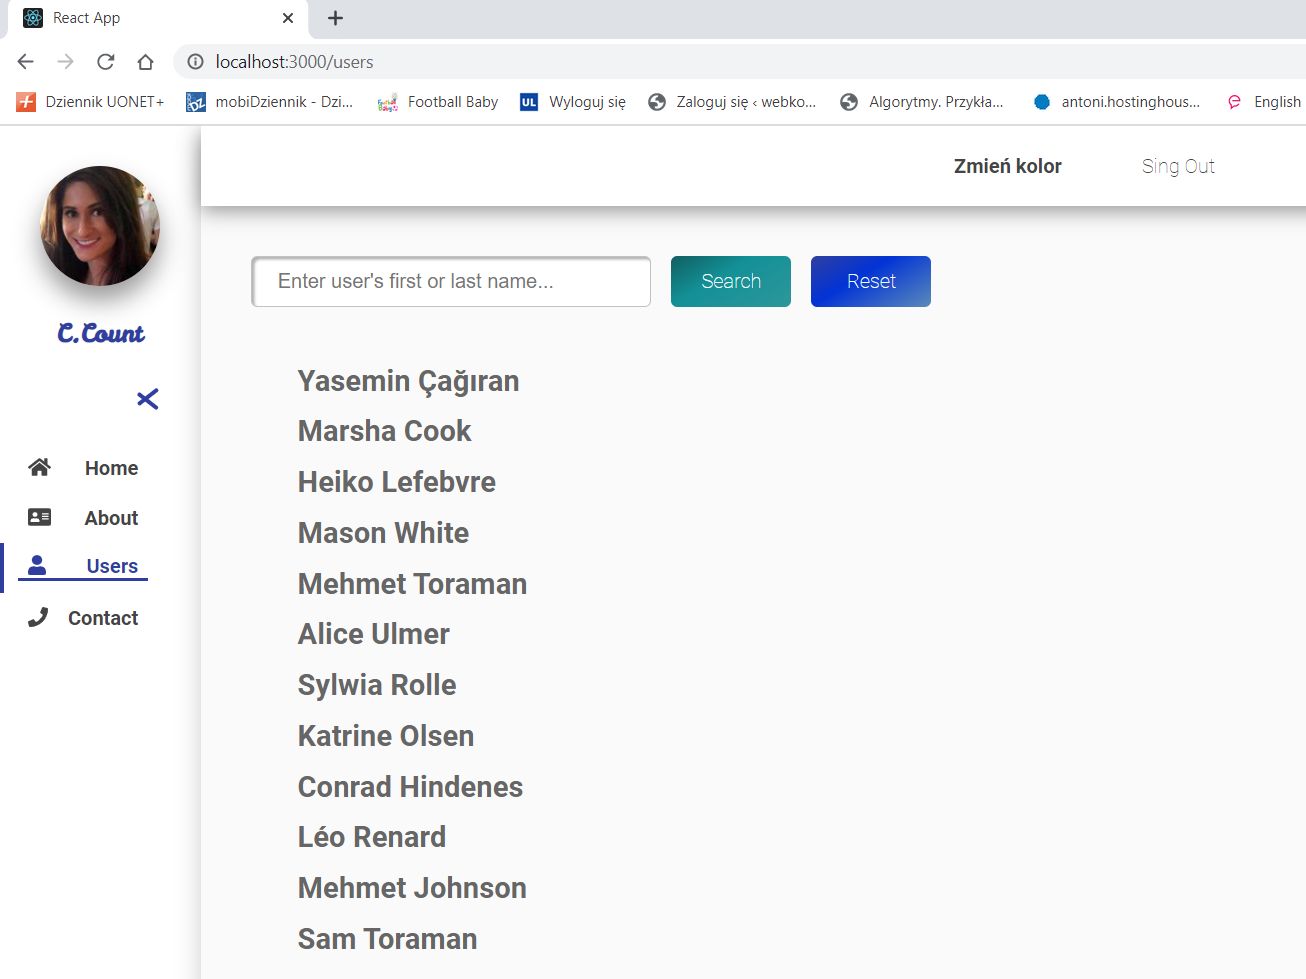 React App
localhost:3000/users
Dziennik UONET+ mobiDziennik - Dzi... Football Baby UL Wyloguj się Zaloguj się ‹ webko... Algorytmy. Przykła... antoni.hostinghous... English
Zmień kolor Sing Out
Enter user's first or last name... Search Reset
C.Count
Home
About
Users
Contact
Yasemin Çağıran
Marsha Cook
Heiko Lefebvre
Mason White
Mehmet Toraman
Alice Ulmer
Sylwia Rolle
Katrine Olsen
Conrad Hindenes
Léo Renard
Mehmet Johnson
Sam Toraman